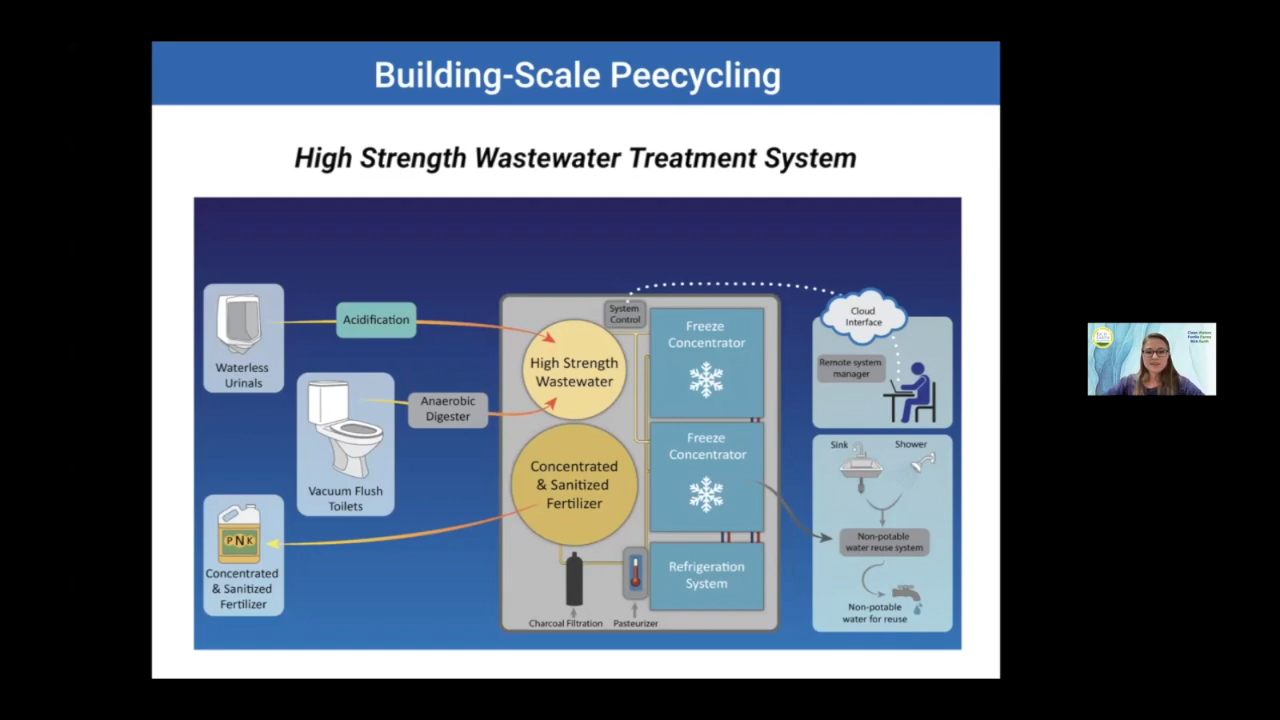 Building-Scale Peecycling
High Strength Wastewater Treatment System
Waterless
Urinals
Acidification
Vacuum Flush
Toilets
Anaerobic
Digester
PNK
Concentrated
& Sanitized
Fertilizer
System
Control
High Strength
Wastewater
Concentrated
& Sanitized
Fertilizer
Charcoal Filtration
Pasteurizer
Freeze
Concentrator
Freeze
Concentrator
Refrigeration
System
Cloud
Interface
Remote system
manager
Sink
Shower
Non-potable
water reuse system
Non-potable
water for reuse